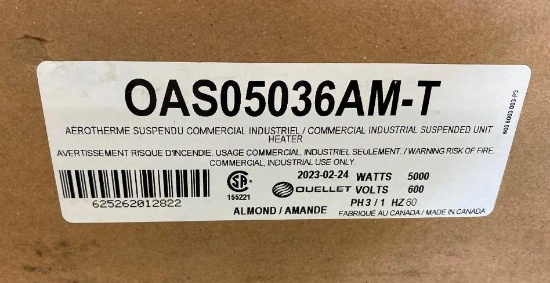 OAS05036AM-T
AÉROTHERME SUSPENDU COMMERCIAL INDUSTRIEL / COMMERCIAL INDUSTRIAL SUSPENDED UNIT
HEATER
AVERTISSEMENT RISQUE D'INCENDIE. USAGE COMMERCIAL, INDUSTRIEL SEULEMENT. / WARNING RISK OF FIRE.
COMMERCIAL, INDUSTRIAL USE ONLY.
2023-02-24 WATTS 5000
SA OUELLET VOLTS 600
155221
PH 3 / 1 HZ 60
625262012822
ALMOND / AMANDE
FABRIQUÉ AU CANADA / MADE IN CANADA